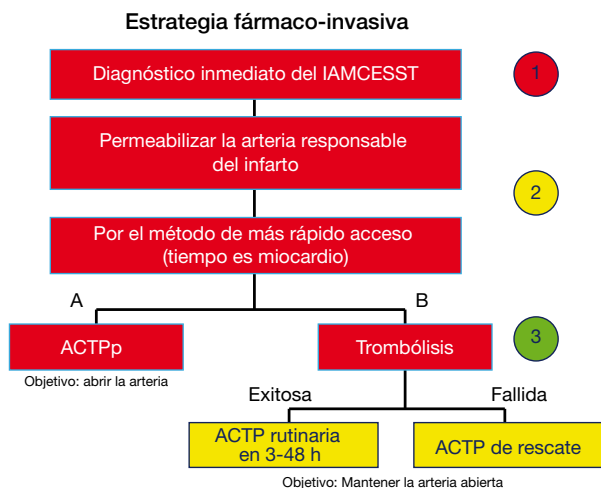 Estrategia fármaco-invasiva
Diagnóstico inmediato del IAMCESST
1
Permeabilizar la arteria responsable
del infarto
2
Por el método de más rápido acceso
(tiempo es miocardio)
A
B
ACTPp
Trombólisis
3
Objetivo: abrir la arteria
Exitosa
Fallida
ACTP rutinaria
en 3-48 h
ACTP de rescate
Objetivo: Mantener la arteria abierta